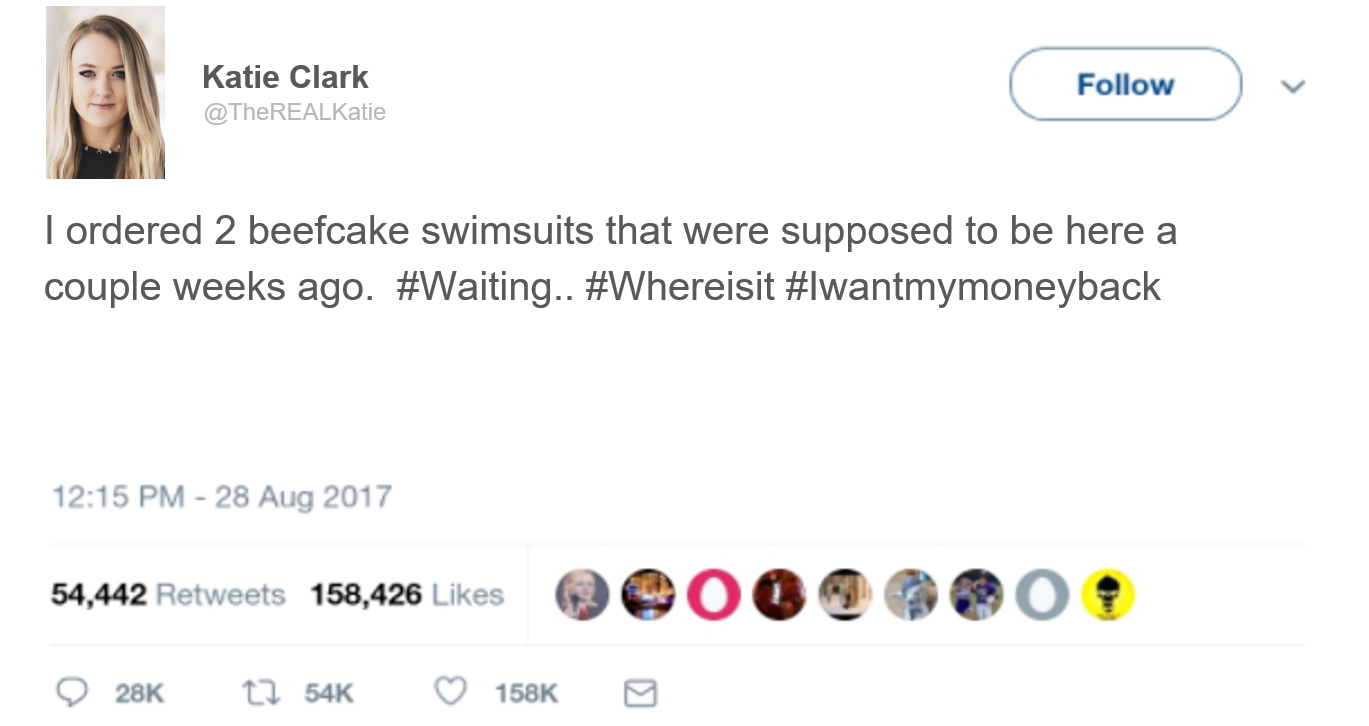 Katie Clark
@TheREALKatie
Follow
I ordered 2 beefcake swimsuits that were supposed to be here a
couple weeks ago.  #Waiting.. #Whereisit #Iwantmymoneyback
12:15 PM - 28 Aug 2017
54,442 Retweets 158,426 Likes
28K 54K 158K